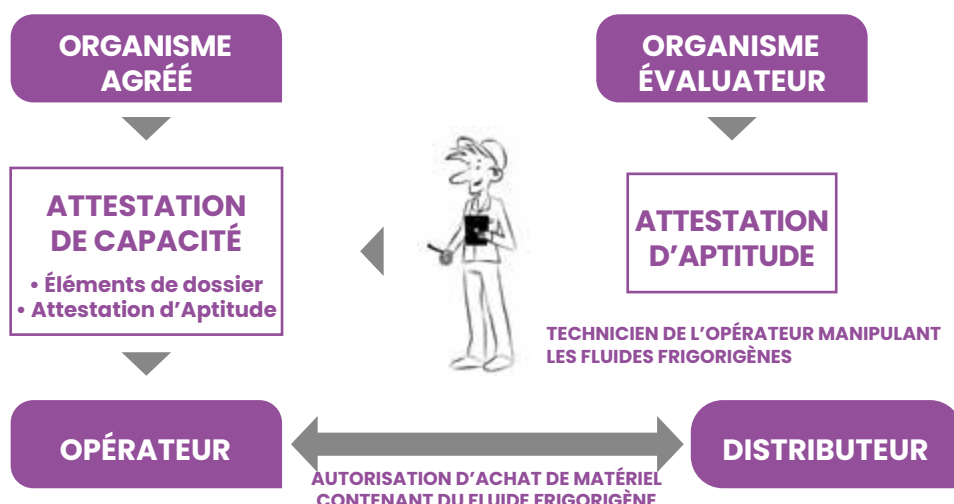 ORGANISME
AGRÉÉ
ORGANISME
ÉVALUATEUR
ATTESTATION
DE CAPACITÉ
• Éléments de dossier
• Attestation d’Aptitude
ATTESTATION
D’APTITUDE
TECHNICIEN DE L’OPÉRATEUR MANIPULANT
LES FLUIDES FRIGORIGÈNES
OPÉRATEUR
DISTRIBUTEUR
AUTORISATION D’ACHAT DE MATÉRIEL
CONTENANT DU FLUIDE FRIGORIGÈNE